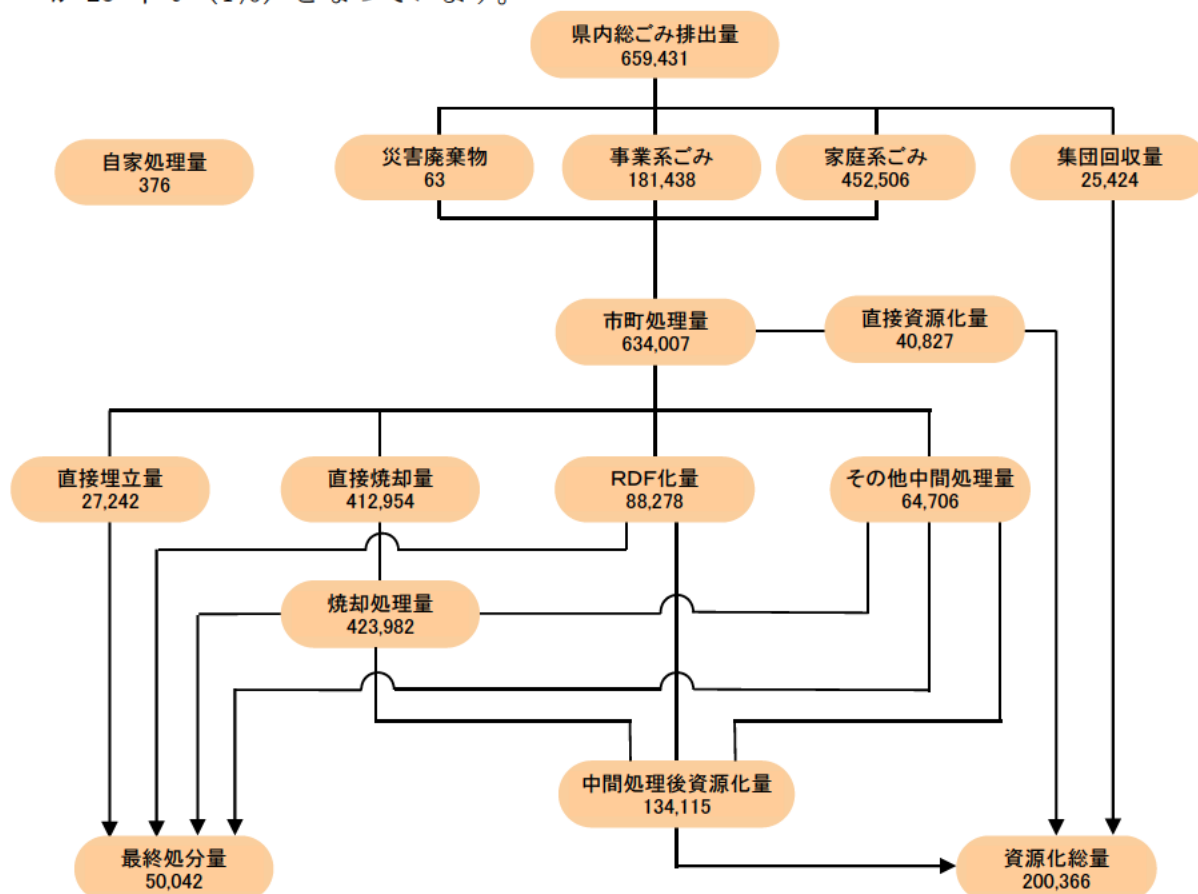 県内総ごみ排出量
659,431
自家処理量
376
災害廃棄物
63
事業系ごみ
181,438
家庭系ごみ
452,506
集団回収量
25,424
市町処理量
634,007
直接資源化量
40,827
直接埋立量
27,242
直接焼却量
412,954
RDF化量
88,278
その他中間処理量
64,706
焼却処理量
423,982
中間処理後資源化量
134,115
最終処分量
50,042
資源化総量
200,366